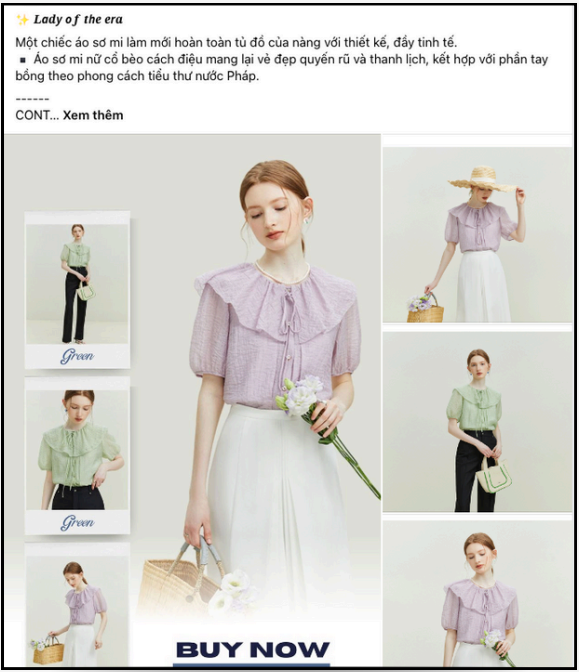 ✨ Lady of the era
Một chiếc áo sơ mi làm mới hoàn toàn tủ đồ của nàng với thiết kế, đầy tinh tế.
▪ Áo sơ mi nữ cổ bèo cách điệu mang lại vẻ đẹp quyến rũ và thanh lịch, kết hợp với phần tay
bồng theo phong cách tiểu thư nước Pháp.
------
CONT... Xem thêm
Green
Green
BUY NOW